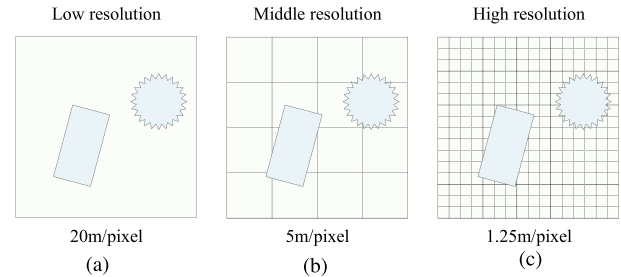 Low resolution
Middle resolution
High resolution
20m/pixel
5m/pixel
1.25m/pixel
(a)
(b)
(c)